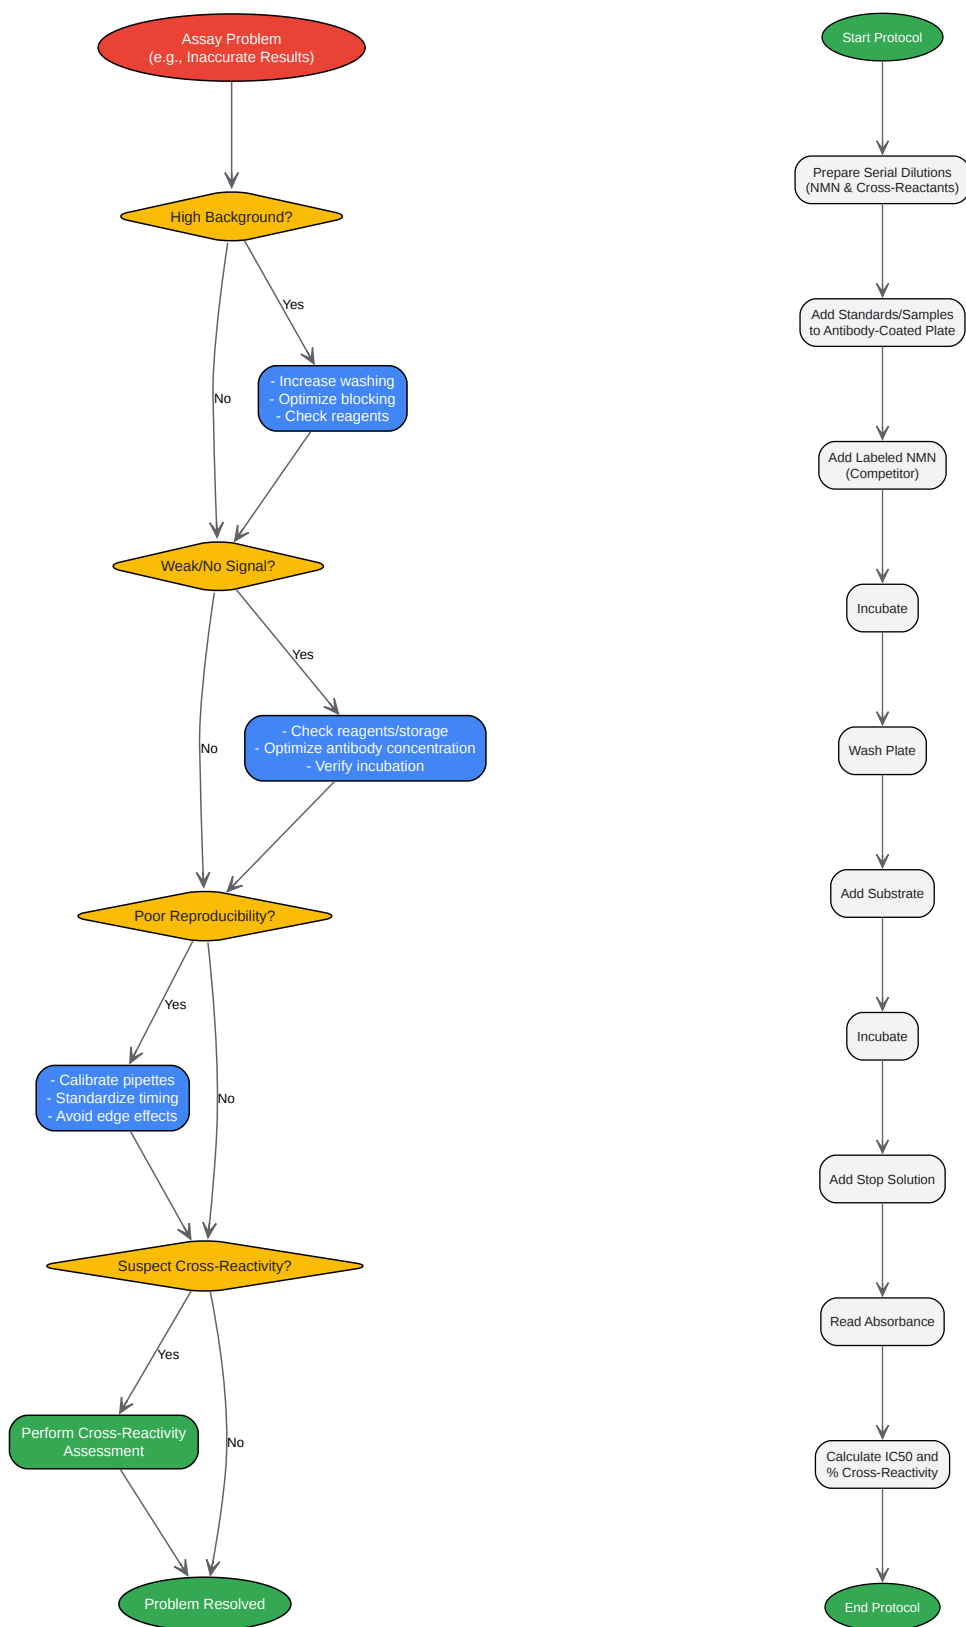 Assay Problem
(e.g., Inaccurate Results)
High Background?
Yes
- Increase washing
- Optimize blocking
- Check reagents
No
Weak/No Signal?
Yes
- Check reagents/storage
- Optimize antibody concentration
- Verify incubation
No
Poor Reproducibility?
Yes
- Calibrate pipettes
- Standardize timing
- Avoid edge effects
No
Suspect Cross-Reactivity?
Yes
Perform Cross-Reactivity
Assessment
No
Problem Resolved
Start Protocol
Prepare Serial Dilutions
(NMN & Cross-Reactants)
Add Standards/Samples
to Antibody-Coated Plate
Add Labeled NMN
(Competitor)
Incubate
Wash Plate
Add Substrate
Incubate
Add Stop Solution
Read Absorbance
Calculate IC50 and
% Cross-Reactivity
End Protocol